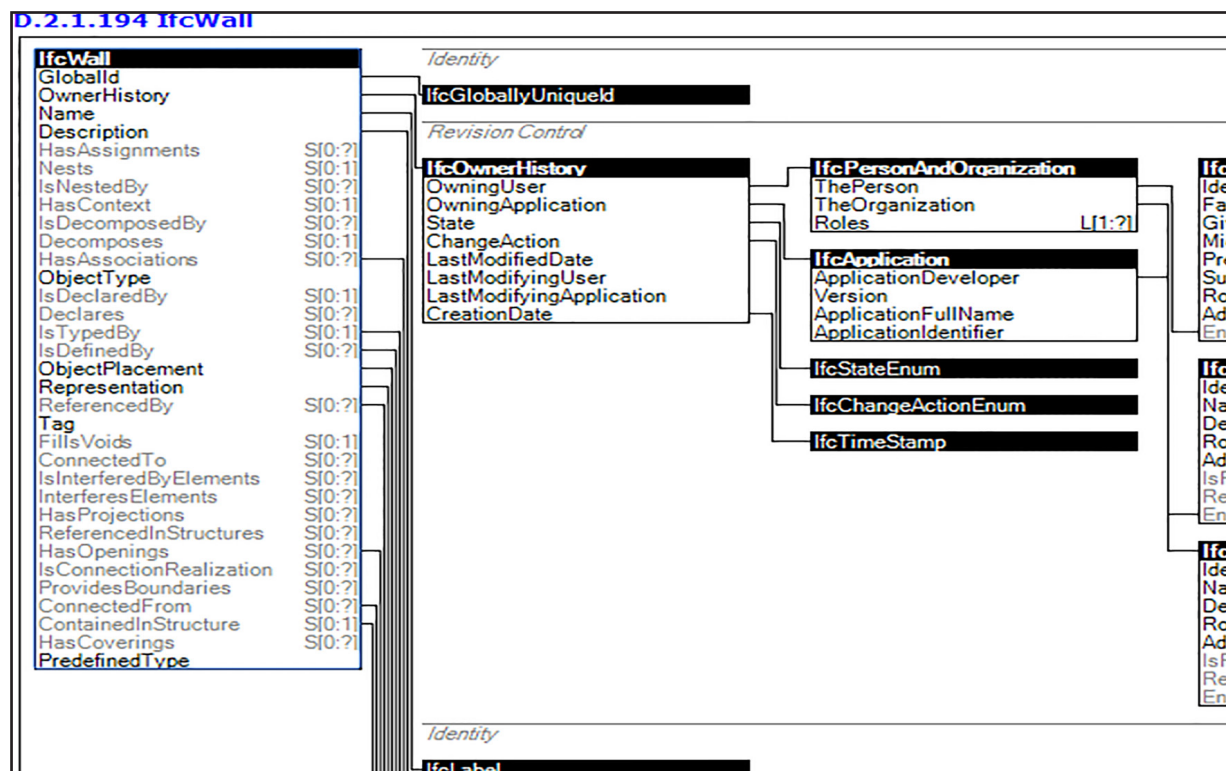 D.2.1.194 IfcWall
IfcWall
GlobalId
OwnerHistory
Name
Description
HasAssignments S[0:?]
Nests S[0:1]
IsNestedBy S[0:?]
HasContext S[0:1]
IsDecomposedBy S[0:?]
Decomposes S[0:1]
HasAssociations S[0:?]
ObjectType
IsDeclaredBy S[0:1]
Declares S[0:?]
IsTypedBy S[0:1]
IsDefinedBy S[0:?]
ObjectPlacement
Representation
ReferencedBy S[0:?]
Tag
FillsVoids S[0:1]
ConnectedTo S[0:?]
IsInterferedByElements S[0:?]
InterferesElements S[0:?]
HasProjections S[0:?]
ReferencedInStructures S[0:?]
HasOpenings S[0:?]
IsConnectionRealization S[0:?]
ProvidesBoundaries S[0:?]
ConnectedFrom S[0:?]
ContainedInStructure S[0:1]
HasCoverings S[0:?]
PredefinedType
Identity
IfcGloballyUniqueId
Revision Control
IfcOwnerHistory
OwningUser
OwningApplication
State
ChangeAction
LastModifiedDate
LastModifyingUser
LastModifyingApplication
CreationDate
IfcPersonAndOrganization
ThePerson
TheOrganization
Roles L[1:?]
IfcApplication
ApplicationDeveloper
Version
ApplicationFullName
ApplicationIdentifier
IfcStateEnum
IfcChangeActionEnum
IfcTimeStamp
Identity
IfcLabel